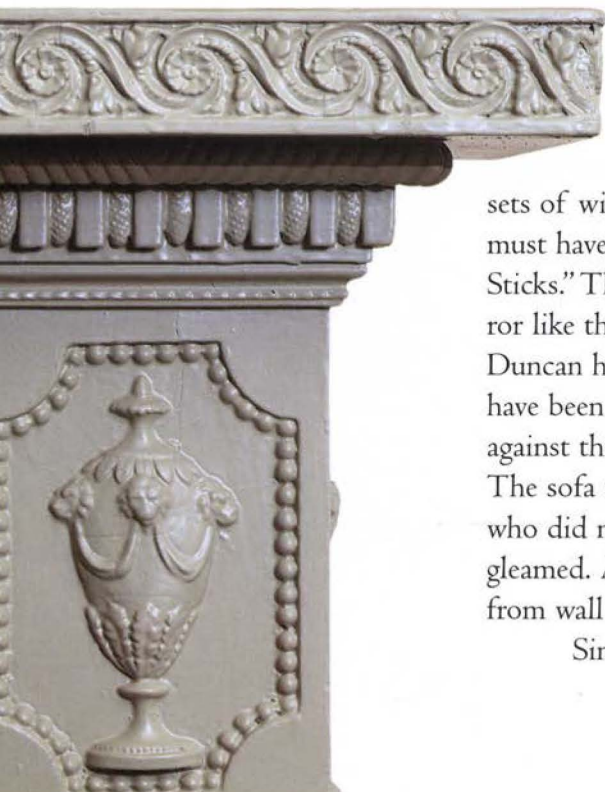 sets of wi
must have
Sticks." Th
ror like th
Duncan h
have been
against th
The sofa
who did n
gleamed. A
from wall
Sin